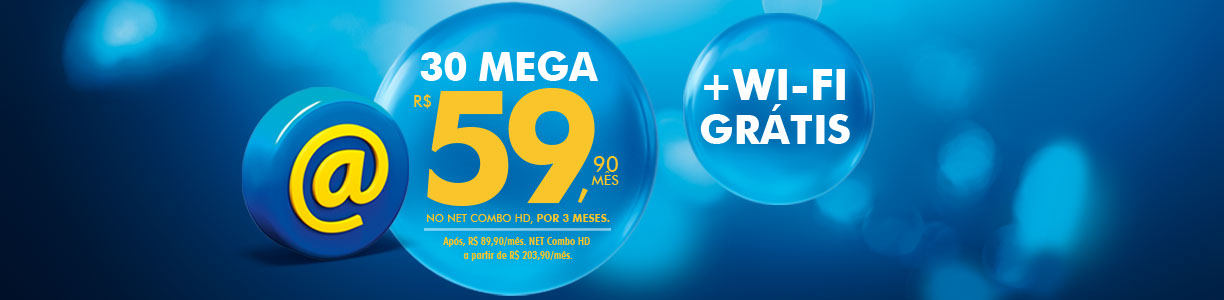 @
30 MEGA
R$ 59,90
MÊS
NO NET COMBO HD, POR 3 MESES.
Após, R$ 89,90/mês. NET Combo HD
a partir de R$ 203,90/mês.
+WI-FI
GRÁTIS